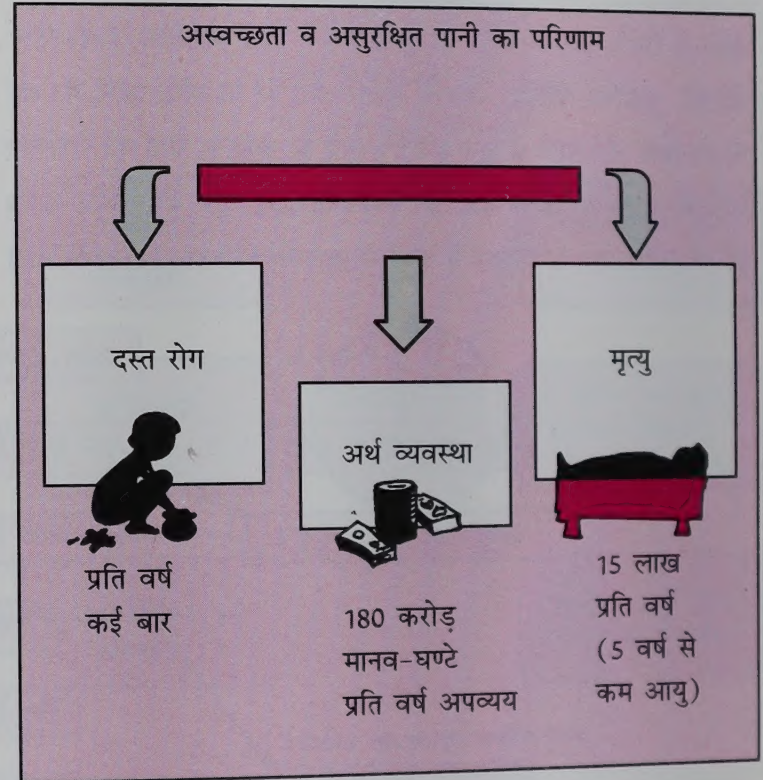 अस्वच्छता व असुरक्षित पानी का परिणाम
दस्त रोग
प्रति वर्ष
कई बार
अर्थ व्यवस्था
180 करोड़
मानव-घण्टे
प्रति वर्ष अपव्यय
मृत्यु
15 लाख
प्रति वर्ष
(5 वर्ष से
कम आयु)